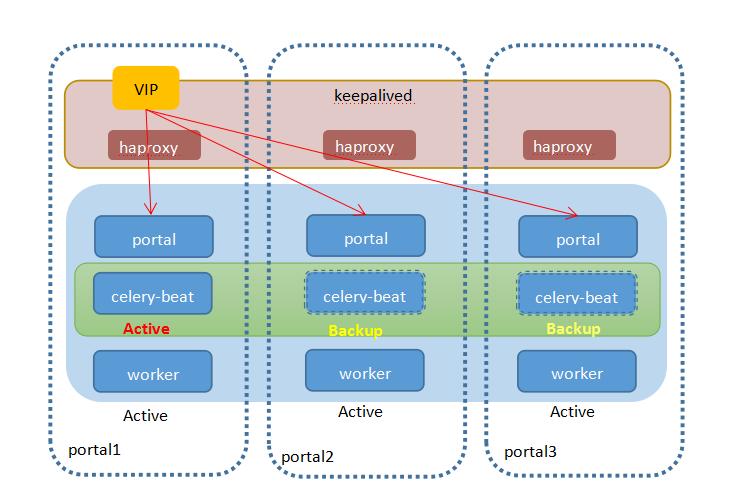 VIP
keepalived
haproxy
haproxy
haproxy
portal
portal
portal
celery-beat
celery-beat
celery-beat
Active
Backup
Backup
worker
worker
worker
Active
Active
Active
portal1
portal2
portal3